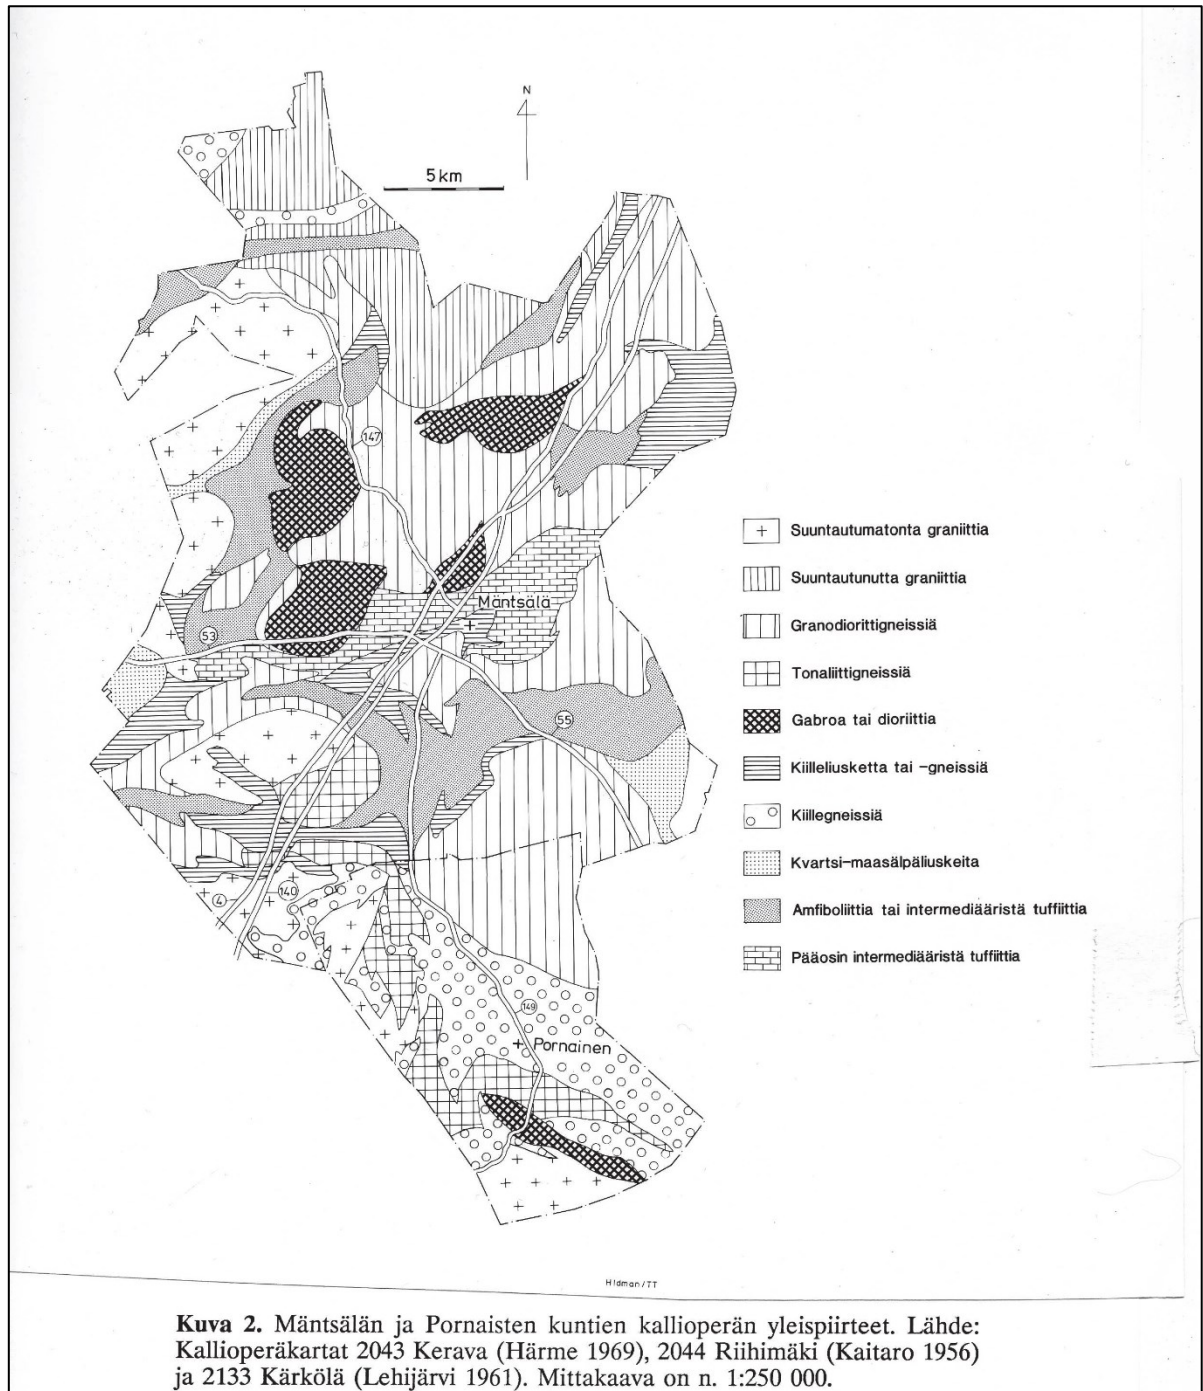 N
5 km
147
Mäntsälä
53
55
4
140
149
Pornainen
Suuntautumatonta graniittia
Suuntautunutta graniittia
Granodiorittigneissiä
Tonaliittigneissiä
Gabroa tai dioriittia
Kiilleliusketta tai -gneissiä
Kiillegneissiä
Kvartsi-maasälpäliuskeita
Amfiboliittia tai intermediääristä tuffiittia
Pääosin intermediääristä tuffiittia
Hidman/TT
Kuva 2. Mäntsälän ja Pornaisten kuntien kallioperän yleispiirteet. Lähde:
Kallioperäkartat 2043 Kerava (Härme 1969), 2044 Riihimäki (Kaitaro 1956)
ja 2133 Kärkölä (Lehijärvi 1961). Mittakaava on n. 1:250 000.